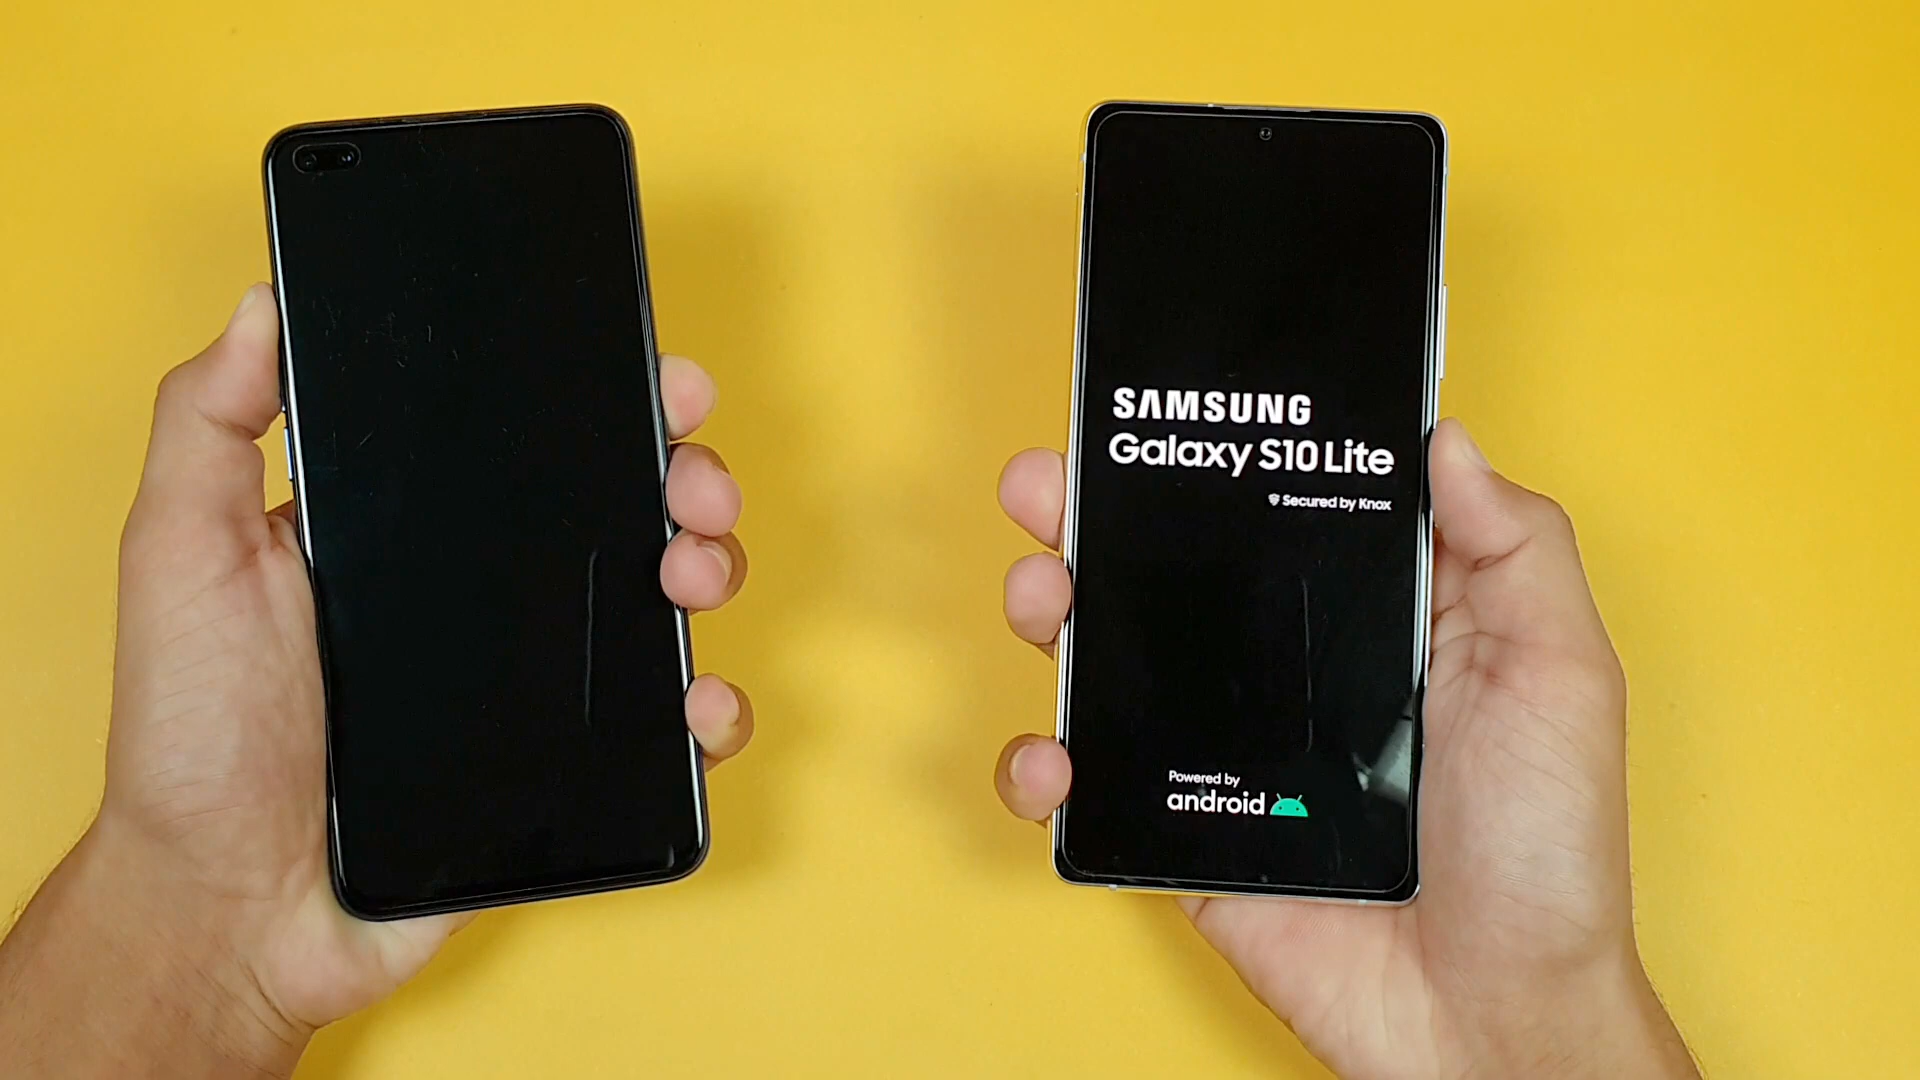 SAMSUNG
Galaxy S10 Lite
Secured by Knox
Powered by
android